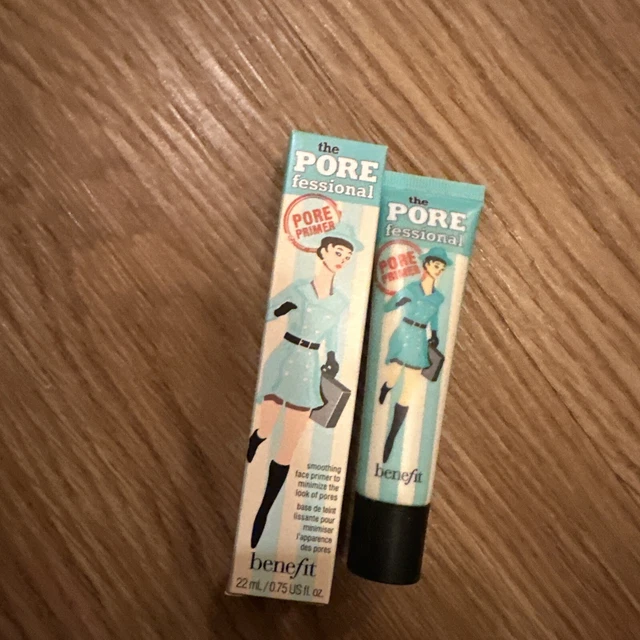 the
PORE
fessional
PORE
PRIMER
smoothing
face primer to
minimize the
look of pores
base de teint
lissante pour
minimiser
l'apparence
des pores
benefit
22 mL / 0.75 US fl. oz.
the
PORE
fessional
PORE
PRIMER
benefit